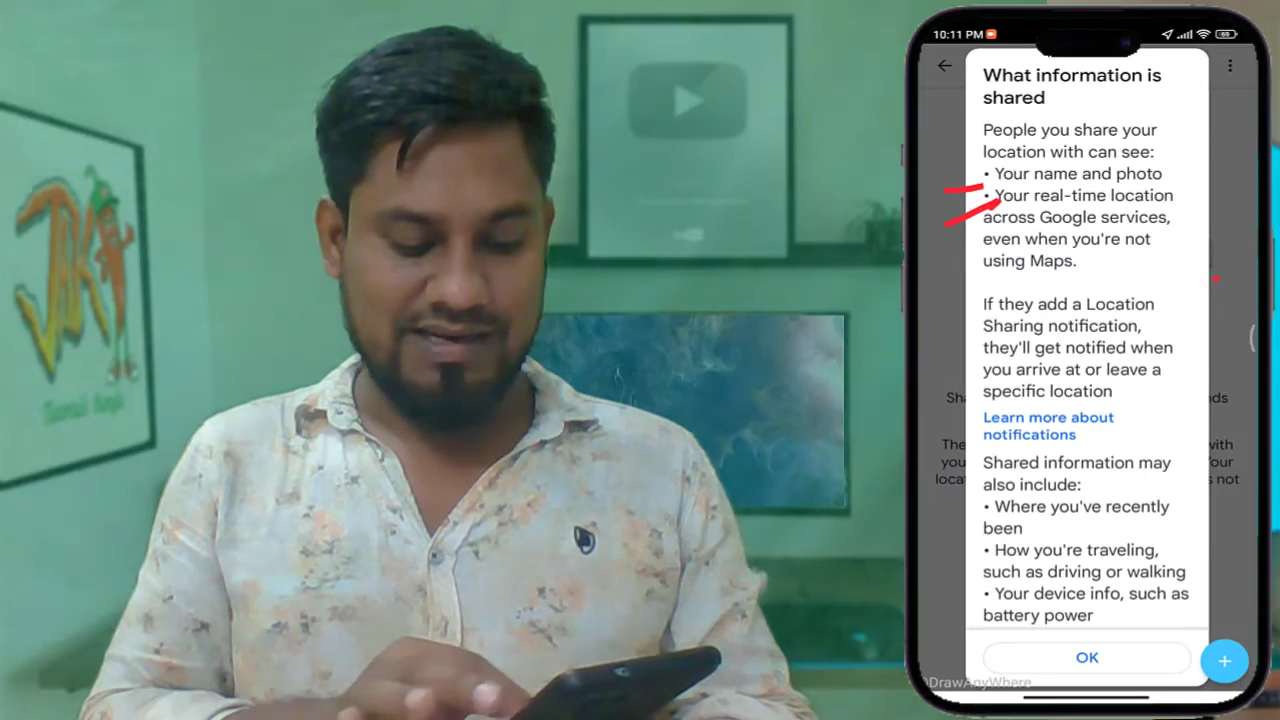 10:11 PM
69
What information is
shared
People you share your
location with can see:
• Your name and photo
• Your real-time location
across Google services,
even when you're not
using Maps.
If they add a Location
Sharing notification,
they'll get notified when
you arrive at or leave a
specific location
Learn more about
notifications
Shared information may
also include:
• Where you've recently
been
• How you're traveling,
such as driving or walking
• Your device info, such as
battery power
OK
DrawAnyWhere